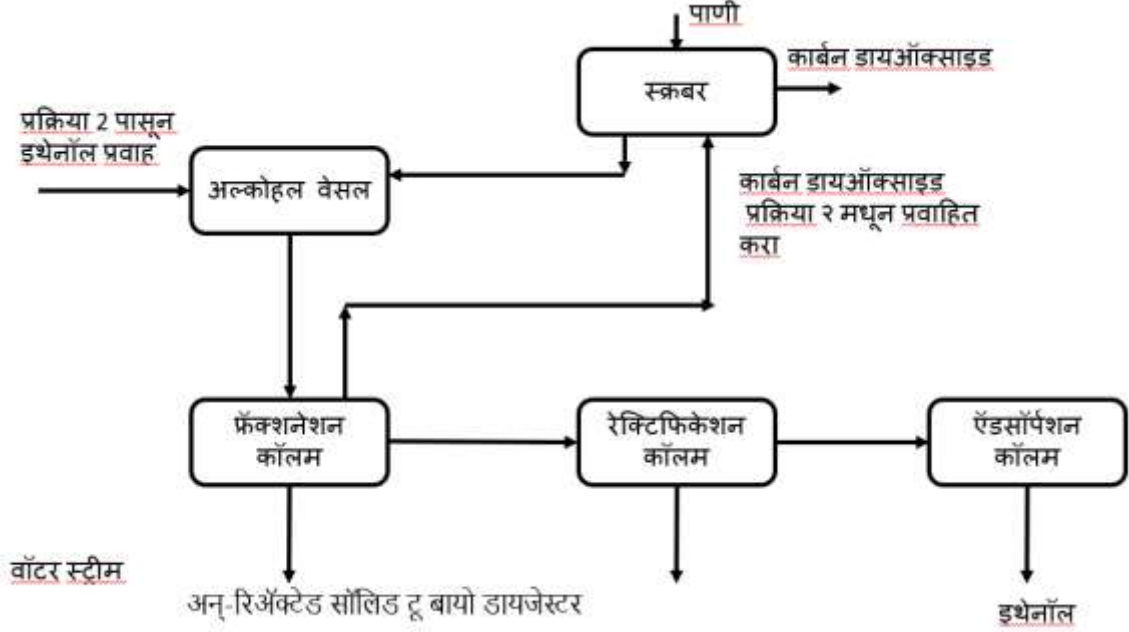 पाणी
कार्बन डायऑक्साइड
स्क्रबर
प्रक्रिया 2 पासून
इथेनॉल प्रवाह
अल्कोहल वेसल
कार्बन डायऑक्साइड
प्रक्रिया २ मधून प्रवाहित
करा
फ्रॅक्शनेशन
कॉलम
रेक्टिफिकेशन
कॉलम
ऍडसॉर्पशन
कॉलम
वॉटर स्ट्रीम
अन्-रिॲक्टेड सॉलिड टू बायो डायजेस्टर
इथेनॉल